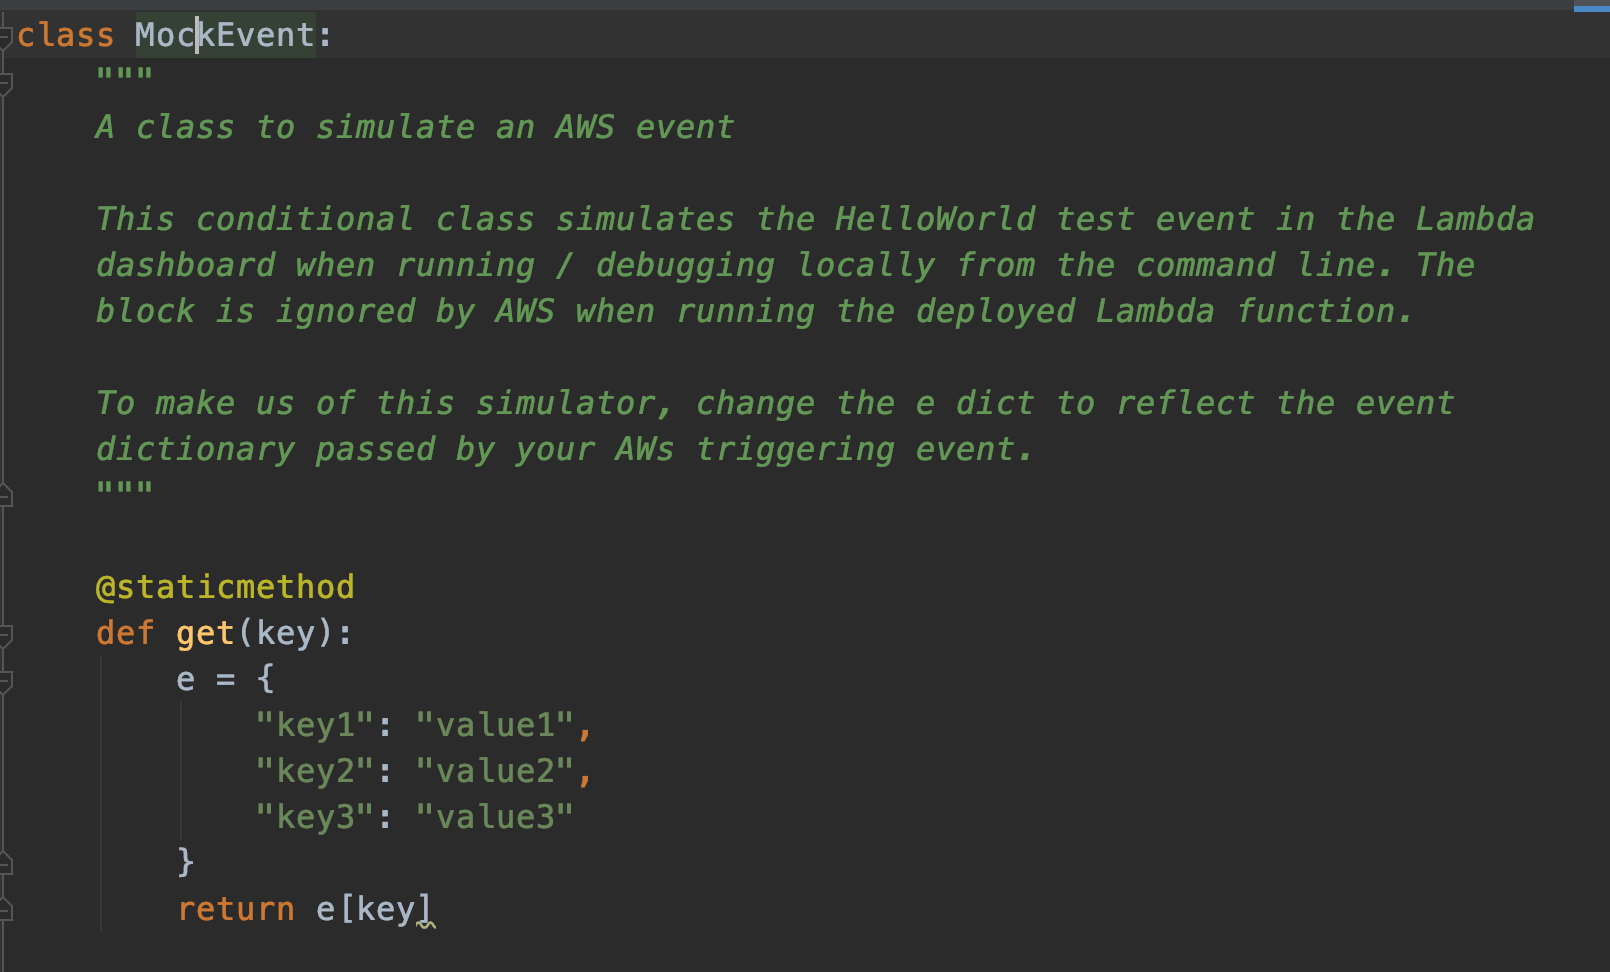 class MockEvent:
"""
A class to simulate an AWS event
This conditional class simulates the HelloWorld test event in the Lambda
dashboard when running / debugging locally from the command line. The
block is ignored by AWS when running the deployed Lambda function.
To make us of this simulator, change the e dict to reflect the event
dictionary passed by your AWs triggering event.
"""
@staticmethod
def get(key):
e = {
"key1": "value1",
"key2": "value2",
"key3": "value3"
}
return e[key]